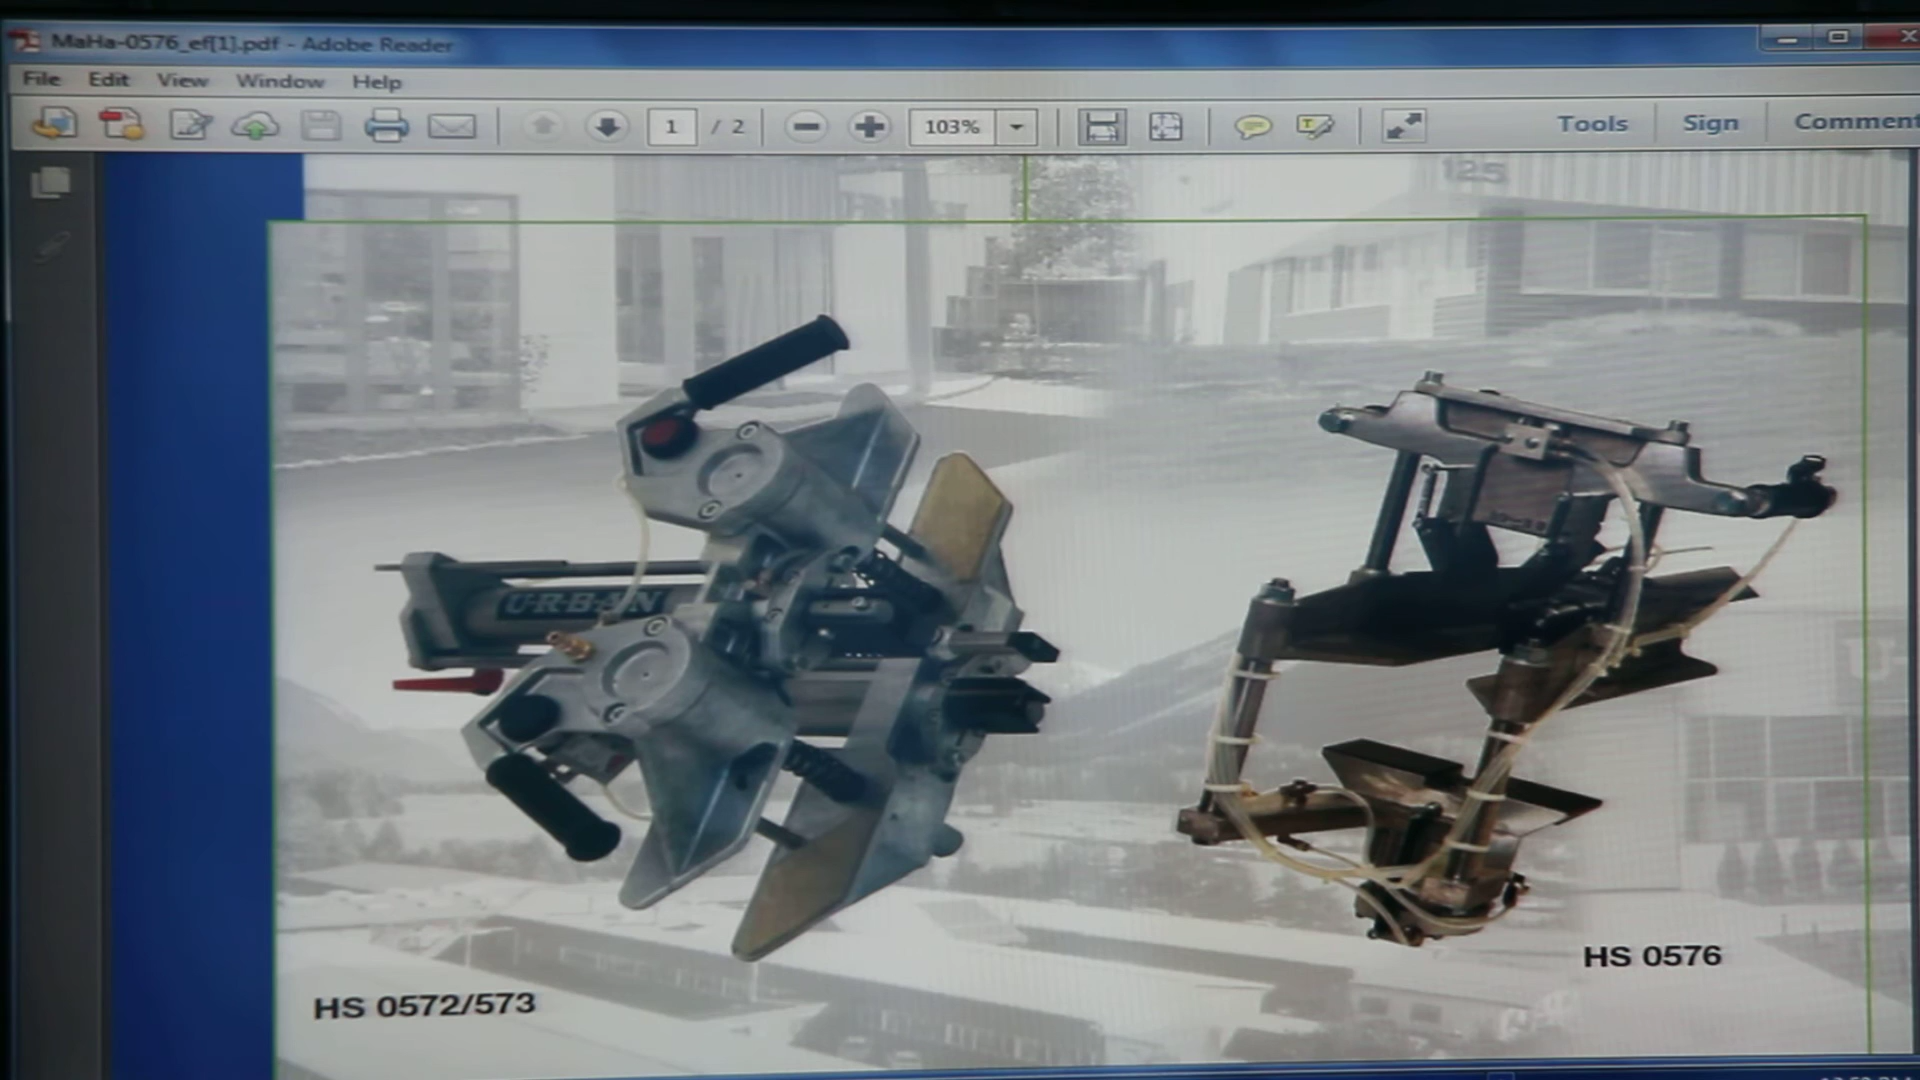 MaHa-0576_ef[1].pdf - Adobe Reader
File Edit View Window Help
1 / 2 103% Tools Sign Comment
125
URBAN
HS 0576
HS 0572/573